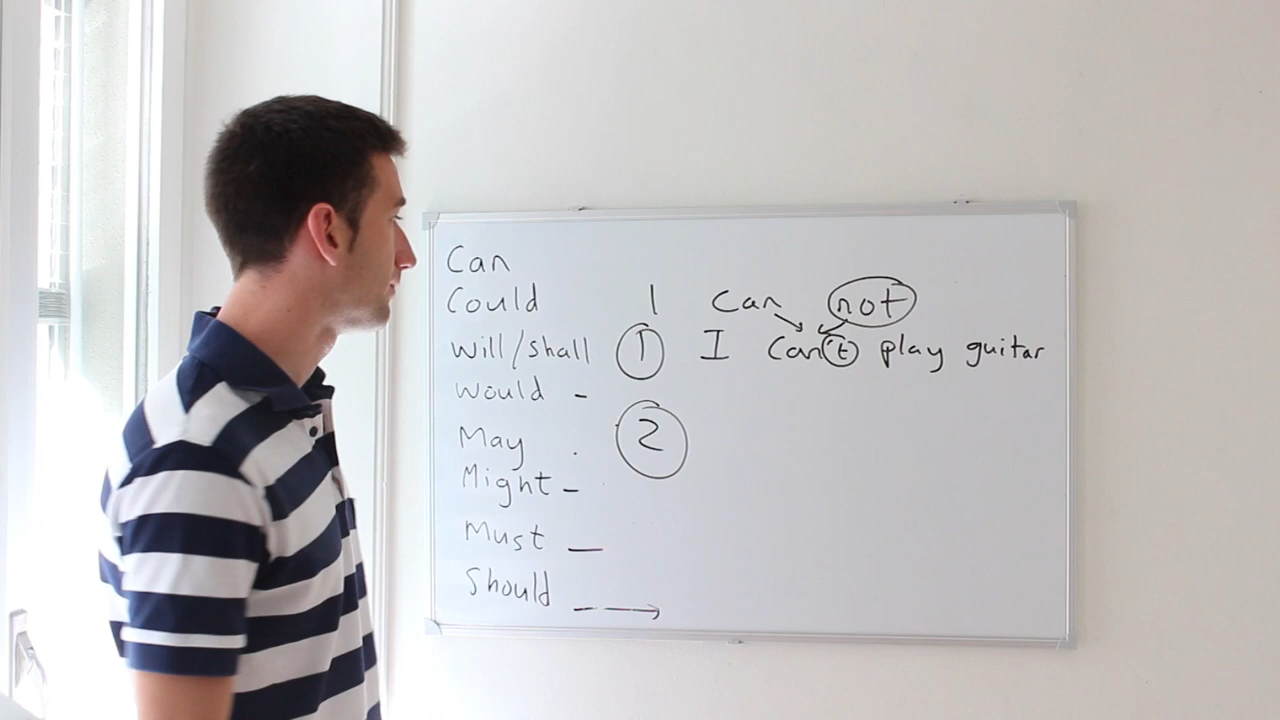 Can
Could
Will/shall
Would -
May
Might -
Must _
Should
1 Can not
1 I Can't play guitar
2